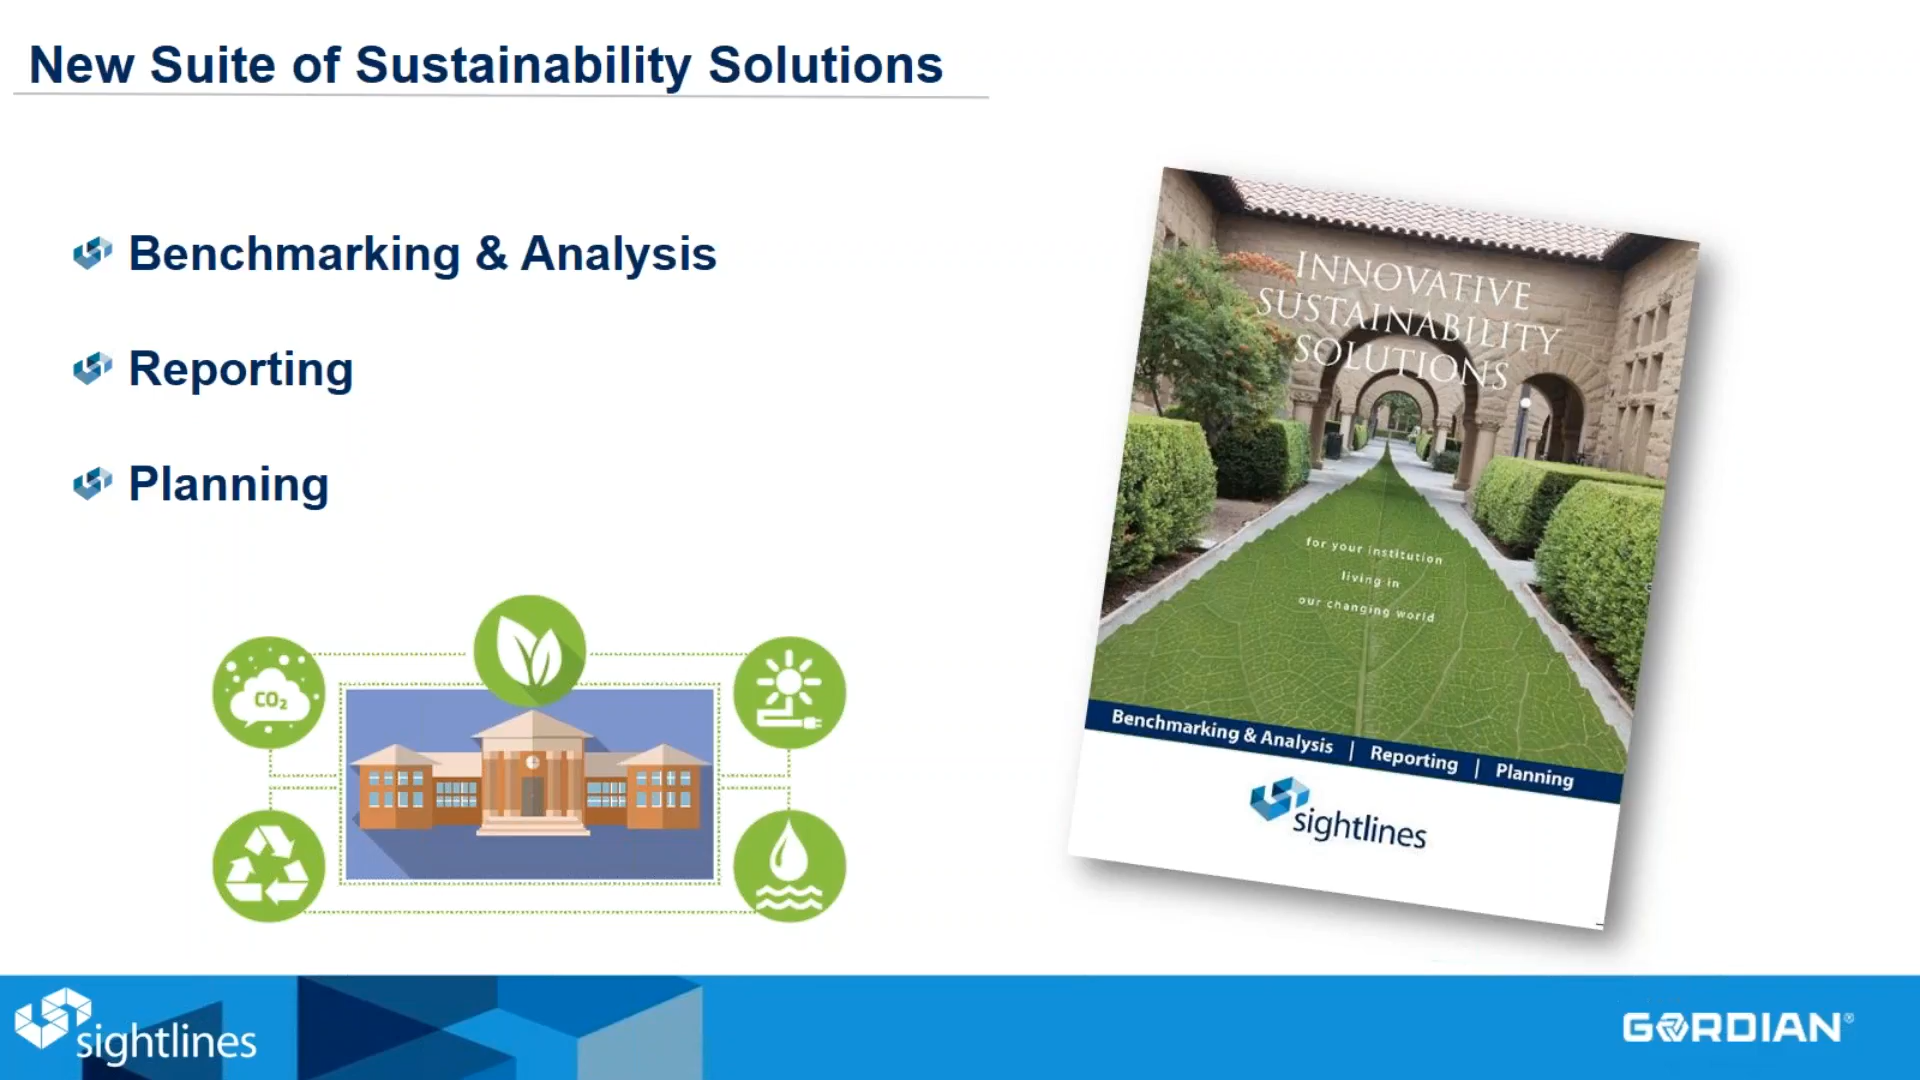 New Suite of Sustainability Solutions
Benchmarking & Analysis
Reporting
Planning
CO₂
INNOVATIVE
SUSTAINABILITY
SOLUTIONS
for your institution
living in
our changing world
Benchmarking & Analysis | Reporting | Planning
sightlines
sightlines
GORDIAN®